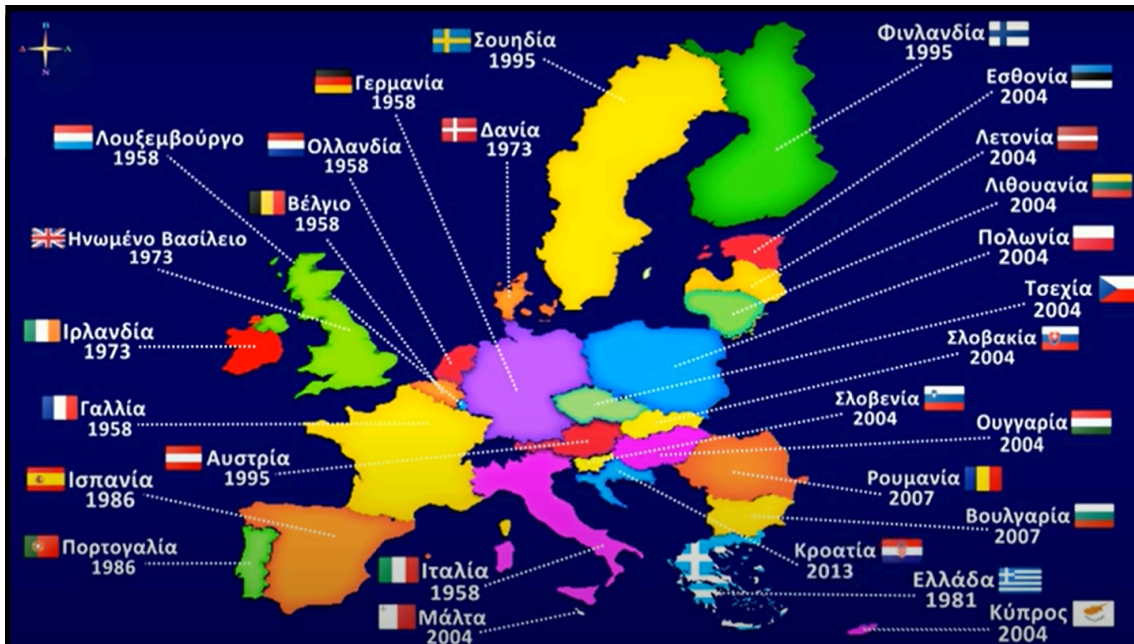 Β
Δ
Α
Ν
Σουηδία
1995
Φινλανδία
1995
Γερμανία
1958
Εσθονία
2004
Λουξεμβούργο
1958
Ολλανδία
1958
Δανία
1973
Λετονία
2004
Βέλγιο
1958
Λιθουανία
2004
Ηνωμένο Βασίλειο
1973
Πολωνία
2004
Τσεχία
2004
Ιρλανδία
1973
Σλοβακία
2004
Γαλλία
1958
Σλοβενία
2004
Ουγγαρία
2004
Αυστρία
1995
Ισπανία
1986
Ρουμανία
2007
Βουλγαρία
2007
Πορτογαλία
1986
Ιταλία
1958
Κροατία
2013
Ελλάδα
1981
Μάλτα
2004
Κύπρος
2004